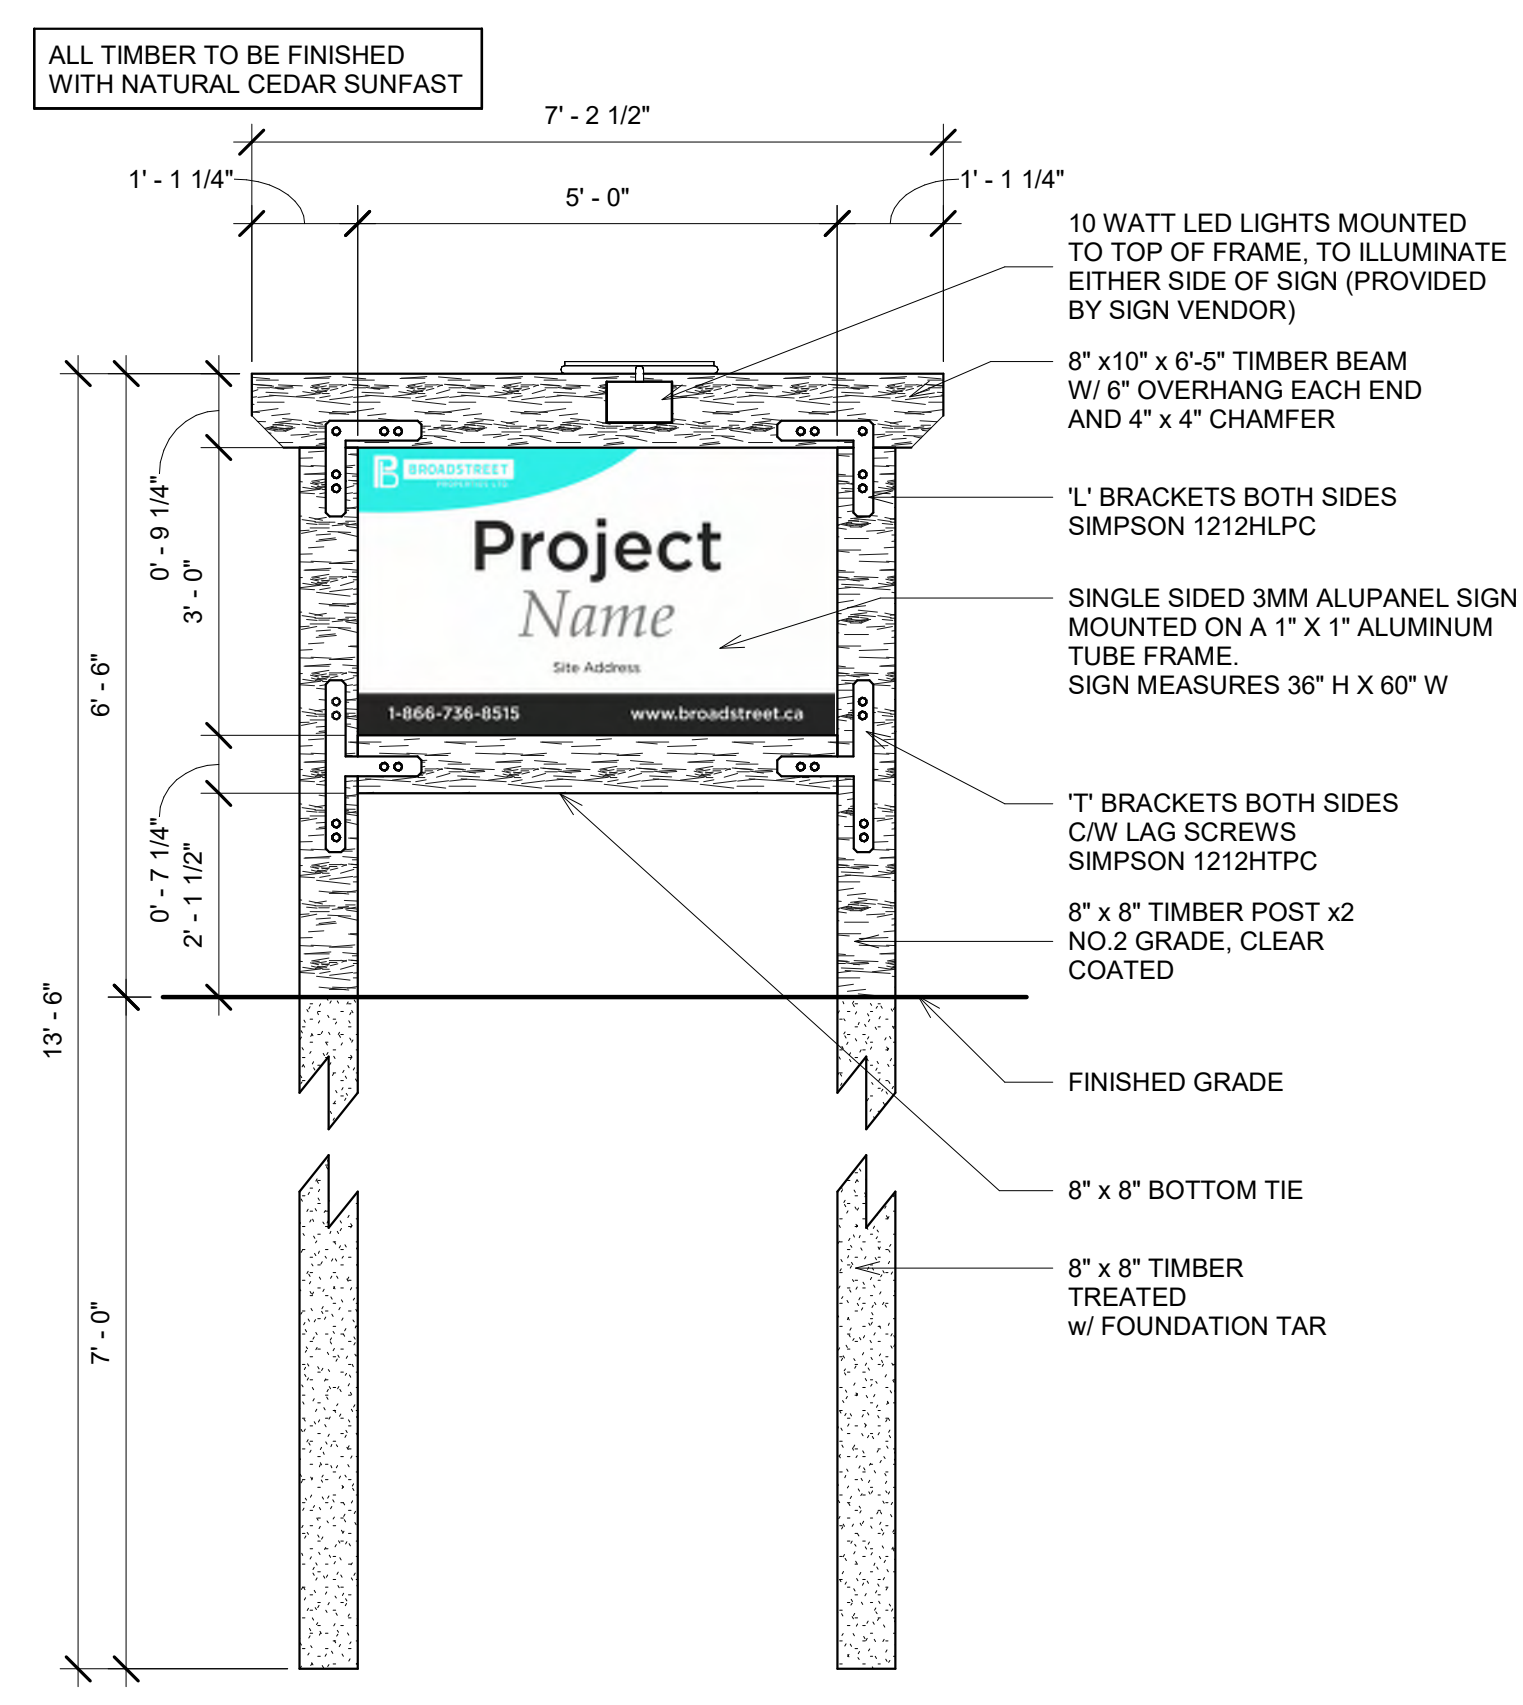 ALL TIMBER TO BE FINISHED
WITH NATURAL CEDAR SUNFAST
7' - 2 1/2"
1' - 1 1/4"
5' - 0"
1' - 1 1/4"
10 WATT LED LIGHTS MOUNTED
TO TOP OF FRAME, TO ILLUMINATE
EITHER SIDE OF SIGN (PROVIDED
BY SIGN VENDOR)
8" x10" x 6'-5" TIMBER BEAM
W/ 6" OVERHANG EACH END
AND 4" x 4" CHAMFER
'L' BRACKETS BOTH SIDES
SIMPSON 1212HLPC
SINGLE SIDED 3MM ALUPANEL SIGN
MOUNTED ON A 1" X 1" ALUMINUM
TUBE FRAME.
SIGN MEASURES 36" H X 60" W
'T' BRACKETS BOTH SIDES
C/W LAG SCREWS
SIMPSON 1212HTPC
8" x 8" TIMBER POST x2
NO.2 GRADE, CLEAR
COATED
FINISHED GRADE
8" x 8" BOTTOM TIE
8" x 8" TIMBER
TREATED
w/ FOUNDATION TAR
BROADSTREET
PROPERTIES LTD.
Project
Name
Site Address
1-866-736-8515
www.broadstreet.ca
0' - 9 1/4"
3' - 0"
6' - 6"
0' - 7 1/4"
2' - 1 1/2"
13' - 6"
7' - 0"